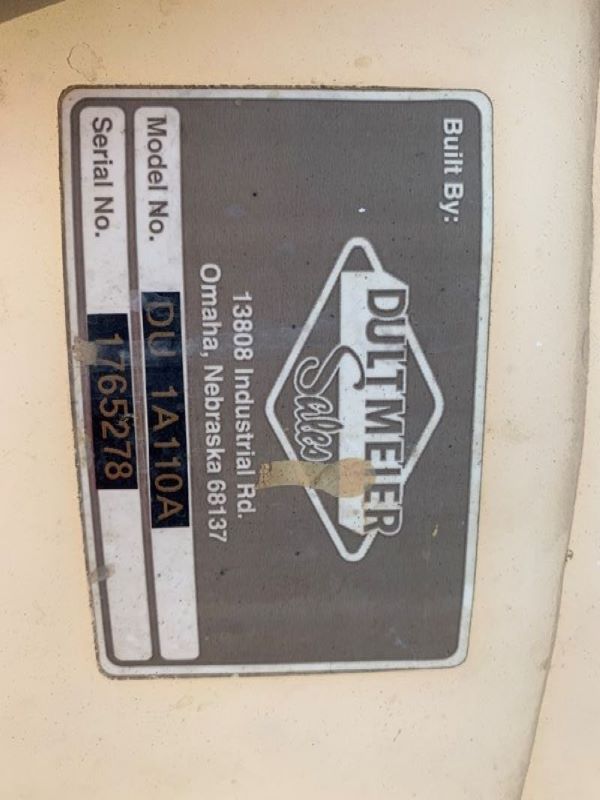 Built By:
DULTMEIER
Sales
13808 Industrial Rd.
Omaha, Nebraska 68137
Model No. DU 1A110A
Serial No. 1765278